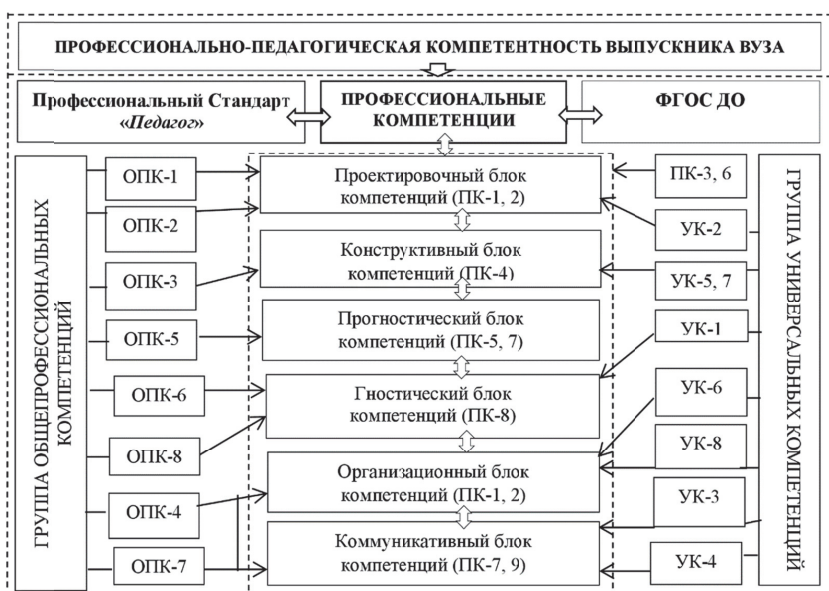 ПРОФЕССИОНАЛЬНО-ПЕДАГОГИЧЕСКАЯ КОМПЕТЕНТНОСТЬ ВЫПУСКНИКА ВУЗА
Профессиональный Стандарт
«Педагог»
ПРОФЕССИОНАЛЬНЫЕ
КОМПЕТЕНЦИИ
ФГОС ДО
ГРУППА ОБЩЕПРОФЕССИОНАЛЬНЫХ
КОМПЕТЕНЦИЙ
ОПК-1
ОПК-2
ОПК-3
ОПК-5
ОПК-6
ОПК-8
ОПК-4
ОПК-7
Проектировочный блок
компетенций (ПК-1, 2)
Конструктивный блок
компетенций (ПК-4)
Прогностический блок
компетенций (ПК-5, 7)
Гностический блок
компетенций (ПК-8)
Организационный блок
компетенций (ПК-1, 2)
Коммуникативный блок
компетенций (ПК-7, 9)
ПК-3, 6
УК-2
УК-5, 7
УК-1
УК-6
УК-8
УК-3
УК-4
ГРУППА УНИВЕРСАЛЬНЫХ КОМПЕТЕНЦИЙ